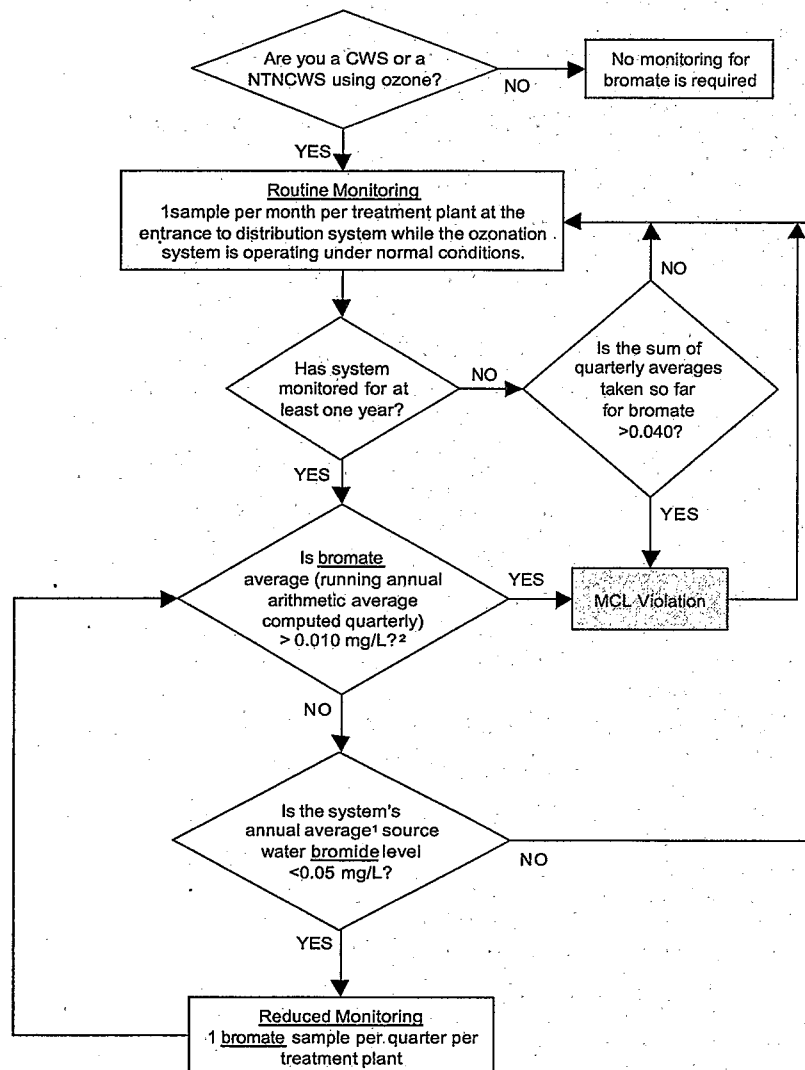 Are you a CWS or a
NTNCWS using ozone?
NO
No monitoring for
bromate is required
YES
Routine Monitoring
1sample per month per treatment plant at the
entrance to distribution system while the ozonation
system is operating under normal conditions.
NO
Has system
monitored for at
least one year?
NO
Is the sum of
quarterly averages
taken so far
for bromate
>0.040?
YES
YES
Is bromate
average (running annual
arithmetic average
computed quarterly)
> 0.010 mg/L?²
YES
MCL Violation
NO
Is the system's
annual average¹ source
water bromide level
<0.05 mg/L?
NO
YES
Reduced Monitoring
1 bromate sample per quarter per
treatment plant